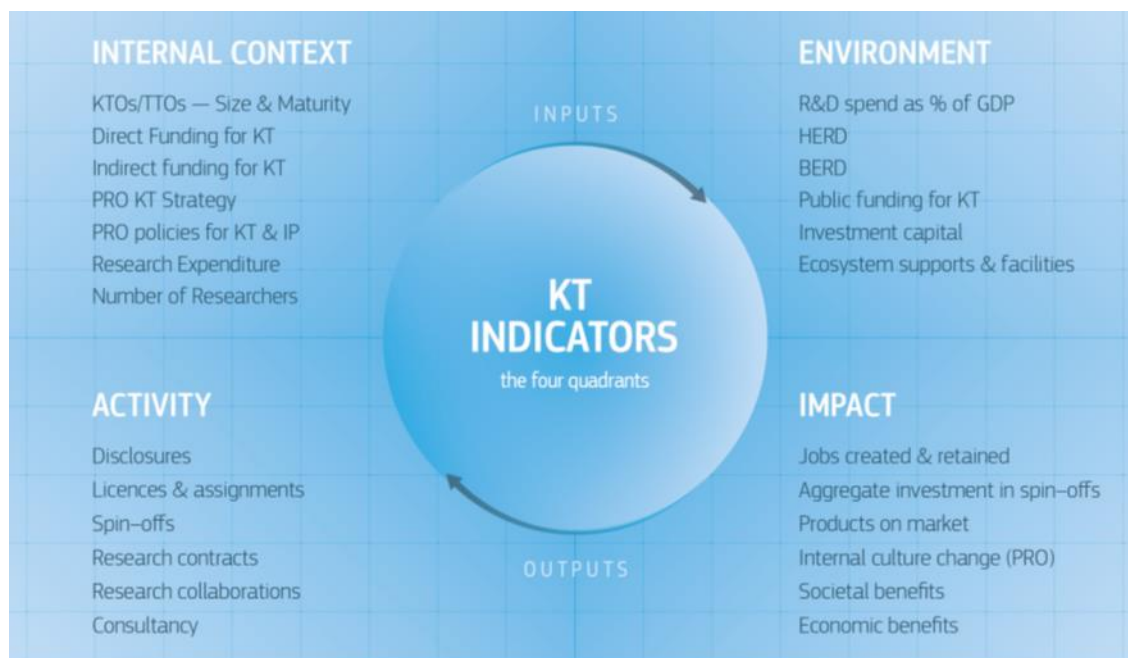 INTERNAL CONTEXT
KTOs/TTOs — Size & Maturity
Direct Funding for KT
Indirect funding for KT
PRO KT Strategy
PRO policies for KT & IP
Research Expenditure
Number of Researchers
INPUTS
ENVIRONMENT
R&D spend as % of GDP
HERD
BERD
Public funding for KT
Investment capital
Ecosystem supports & facilities
KT
INDICATORS
the four quadrants
ACTIVITY
Disclosures
Licences & assignments
Spin–offs
Research contracts
Research collaborations
Consultancy
OUTPUTS
IMPACT
Jobs created & retained
Aggregate investment in spin–offs
Products on market
Internal culture change (PRO)
Societal benefits
Economic benefits